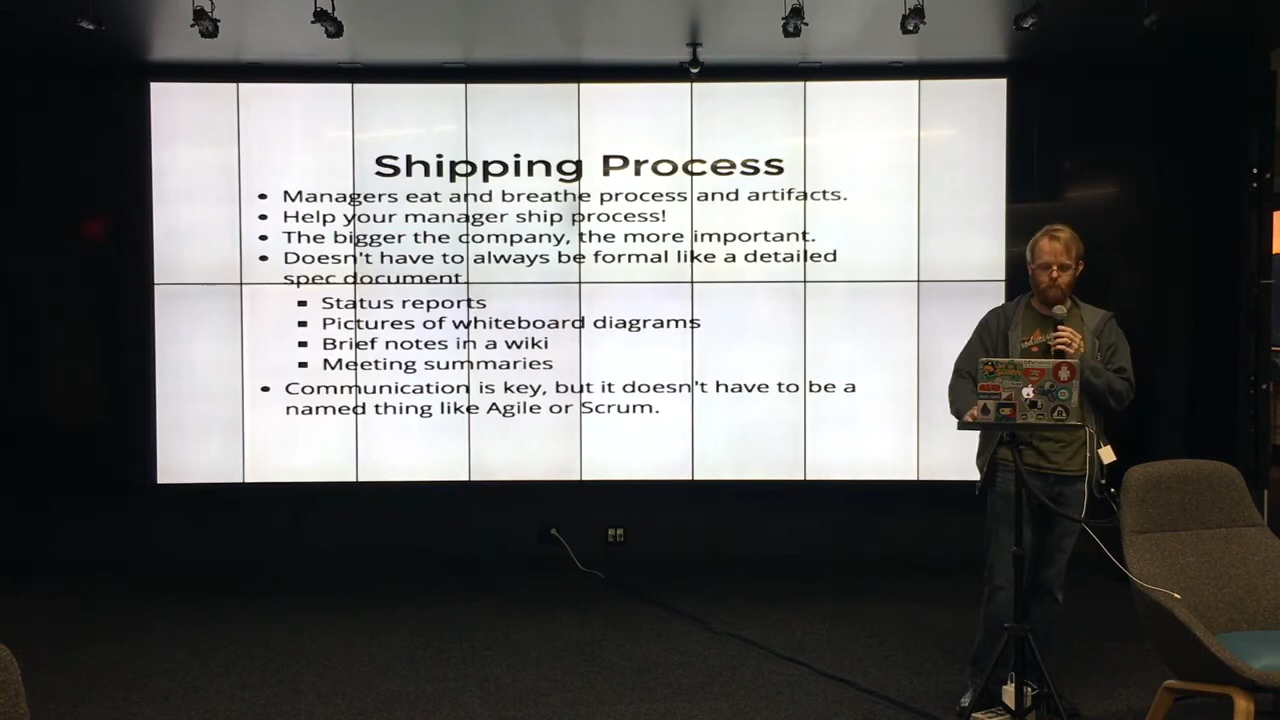 Shipping Process
• Managers eat and breathe process and artifacts.
• Help your manager ship process!
• The bigger the company, the more important.
• Doesn't have to always be formal like a detailed
spec document.
▪ Status reports
▪ Pictures of whiteboard diagrams
▪ Brief notes in a wiki
▪ Meeting summaries
• Communication is key, but it doesn't have to be a
named thing like Agile or Scrum.